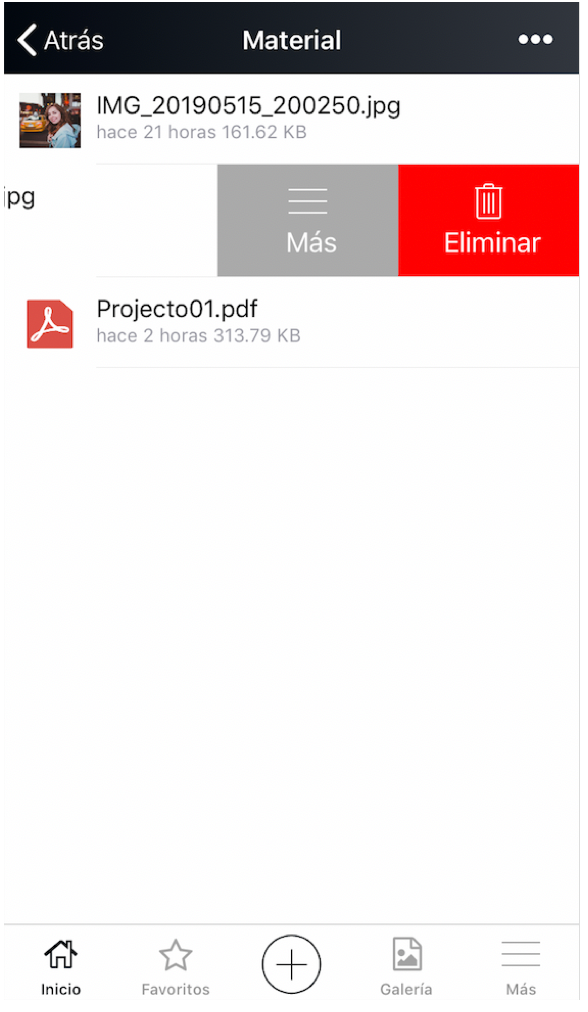 Atrás
Material
IMG_20190515_200250.jpg
hace 21 horas 161.62 KB
jpg
Más
Eliminar
Projecto01.pdf
hace 2 horas 313.79 KB
Inicio
Favoritos
Galería
Más